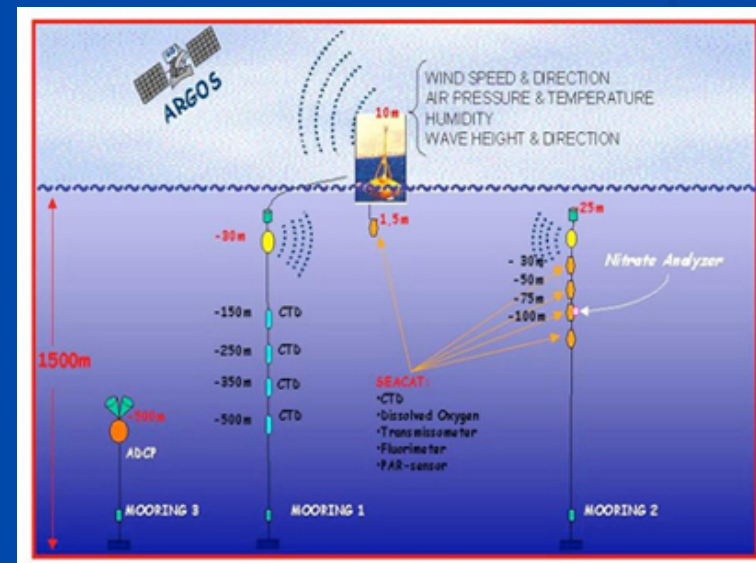 ARGOS
WIND SPEED & DIRECTION
AIR PRESSURE & TEMPERATURE
HUMIDITY
WAVE HEIGHT & DIRECTION
10m
1,5m
25m
-30m
- 30m
-50m
-75m
-100m
Nitrate Analyzer
-150m CTD
-250m CTD
-350m CTD
-500m CTD
1500m
-500m
ADCP
SEACAT:
•CTD
•Dissolved Oxygen
•Transmissometer
•Fluorimeter
•PAR-sensor
MOORING 3
MOORING 1
MOORING 2